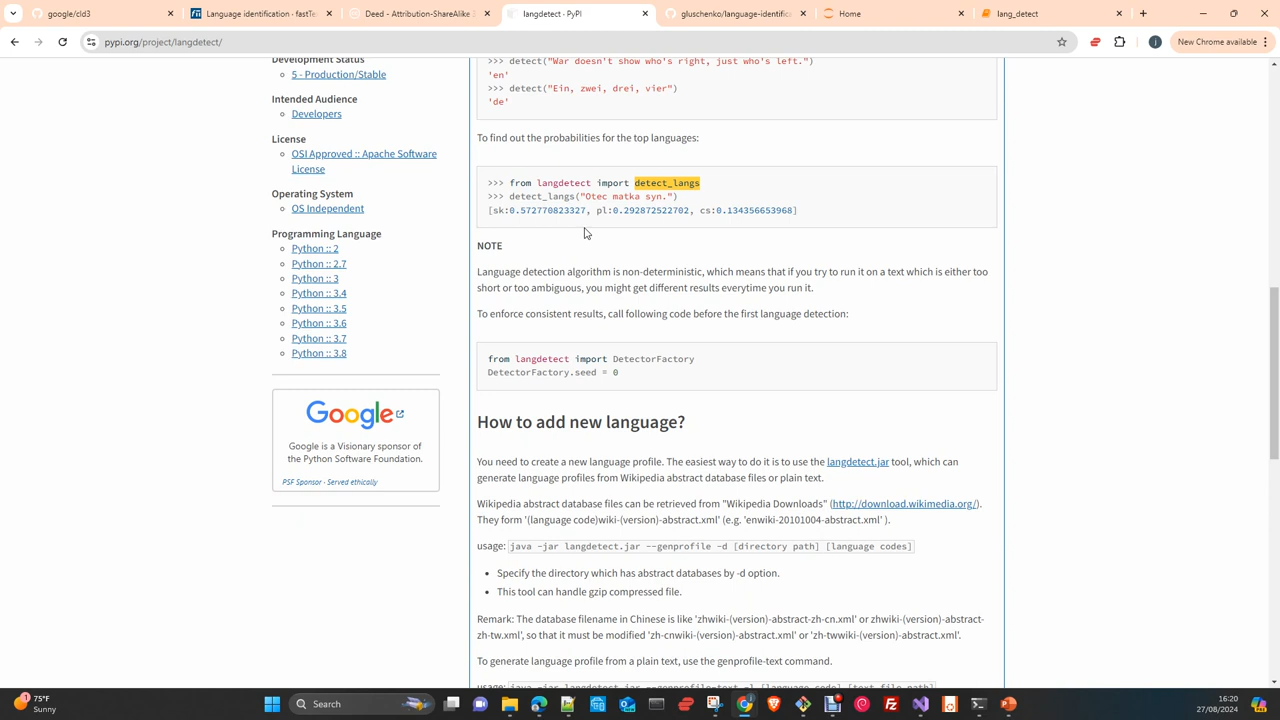 google/cld3
Language identification · fastTe
Deed - Attribution-ShareAlike
langdetect · PyPI
gluschenko/language-identifica
Home
lang_detect
pypi.org/project/langdetect/
New Chrome available
Development Status
5 - Production/Stable
Intended Audience
Developers
License
OSI Approved :: Apache Software
License
Operating System
OS Independent
Programming Language
Python :: 2
Python :: 2.7
Python :: 3
Python :: 3.4
Python :: 3.5
Python :: 3.6
Python :: 3.7
Python :: 3.8
Google
Google is a Visionary sponsor of
the Python Software Foundation.
PSF Sponsor · Served ethically
>>> detect("War doesn't show who's right, just who's left.")
'en'
>>> detect("Ein, zwei, drei, vier")
'de'
To find out the probabilities for the top languages:
>>> from langdetect import detect_langs
>>> detect_langs("Otec matka syn.")
[sk:0.572770823327, pl:0.292872522702, cs:0.134356653968]
NOTE
Language detection algorithm is non-deterministic, which means that if you try to run it on a text which is either too
short or too ambiguous, you might get different results everytime you run it.
To enforce consistent results, call following code before the first language detection:
from langdetect import DetectorFactory
DetectorFactory.seed = 0
How to add new language?
You need to create a new language profile. The easiest way to do it is to use the langdetect.jar tool, which can
generate language profiles from Wikipedia abstract database files or plain text.
Wikipedia abstract database files can be retrieved from "Wikipedia Downloads" (http://download.wikimedia.org/).
They form '(language code)wiki-(version)-abstract.xml' (e.g. 'enwiki-20101004-abstract.xml' ).
usage: java -jar langdetect.jar --genprofile -d [directory path] [language codes]
• Specify the directory which has abstract databases by -d option.
• This tool can handle gzip compressed file.
Remark: The database filename in Chinese is like 'zhwiki-(version)-abstract-zh-cn.xml' or zhwiki-(version)-abstract-
zh-tw.xml', so that it must be modified 'zh-cnwiki-(version)-abstract.xml' or 'zh-twwiki-(version)-abstract.xml'.
To generate language profile from a plain text, use the genprofile-text command.
usage: java -jar langdetect.jar --genprofile-text -l [language code] [text file path]
75°F
Sunny
Search
16:20
27/08/2024